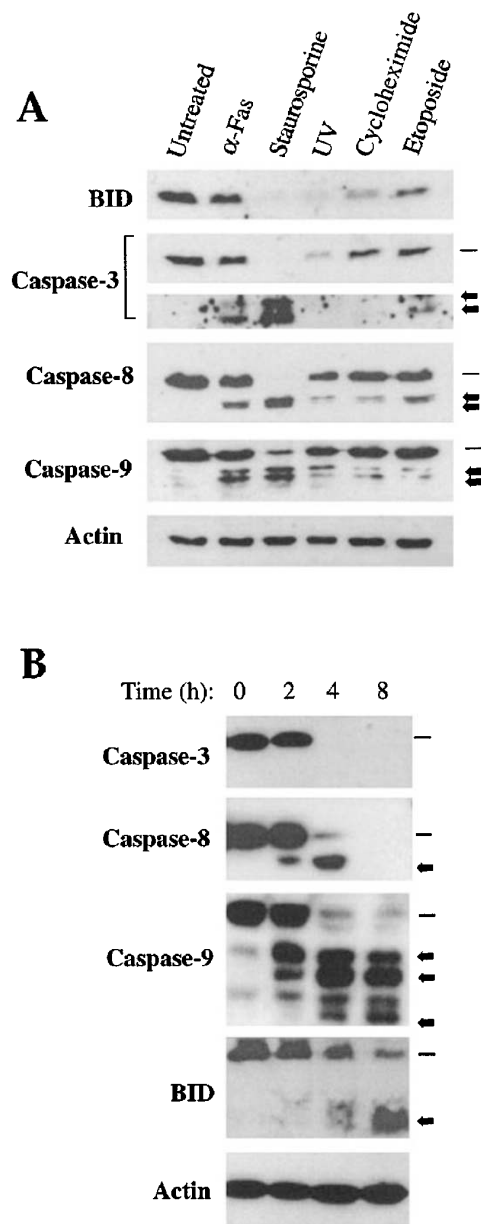 A
Untreated
α-Fas
Staurosporine
UV
Cycloheximide
Etoposide
BID
Caspase-3
Caspase-8
Caspase-9
Actin
B
Time (h): 0 2 4 8
Caspase-3
Caspase-8
Caspase-9
BID
Actin